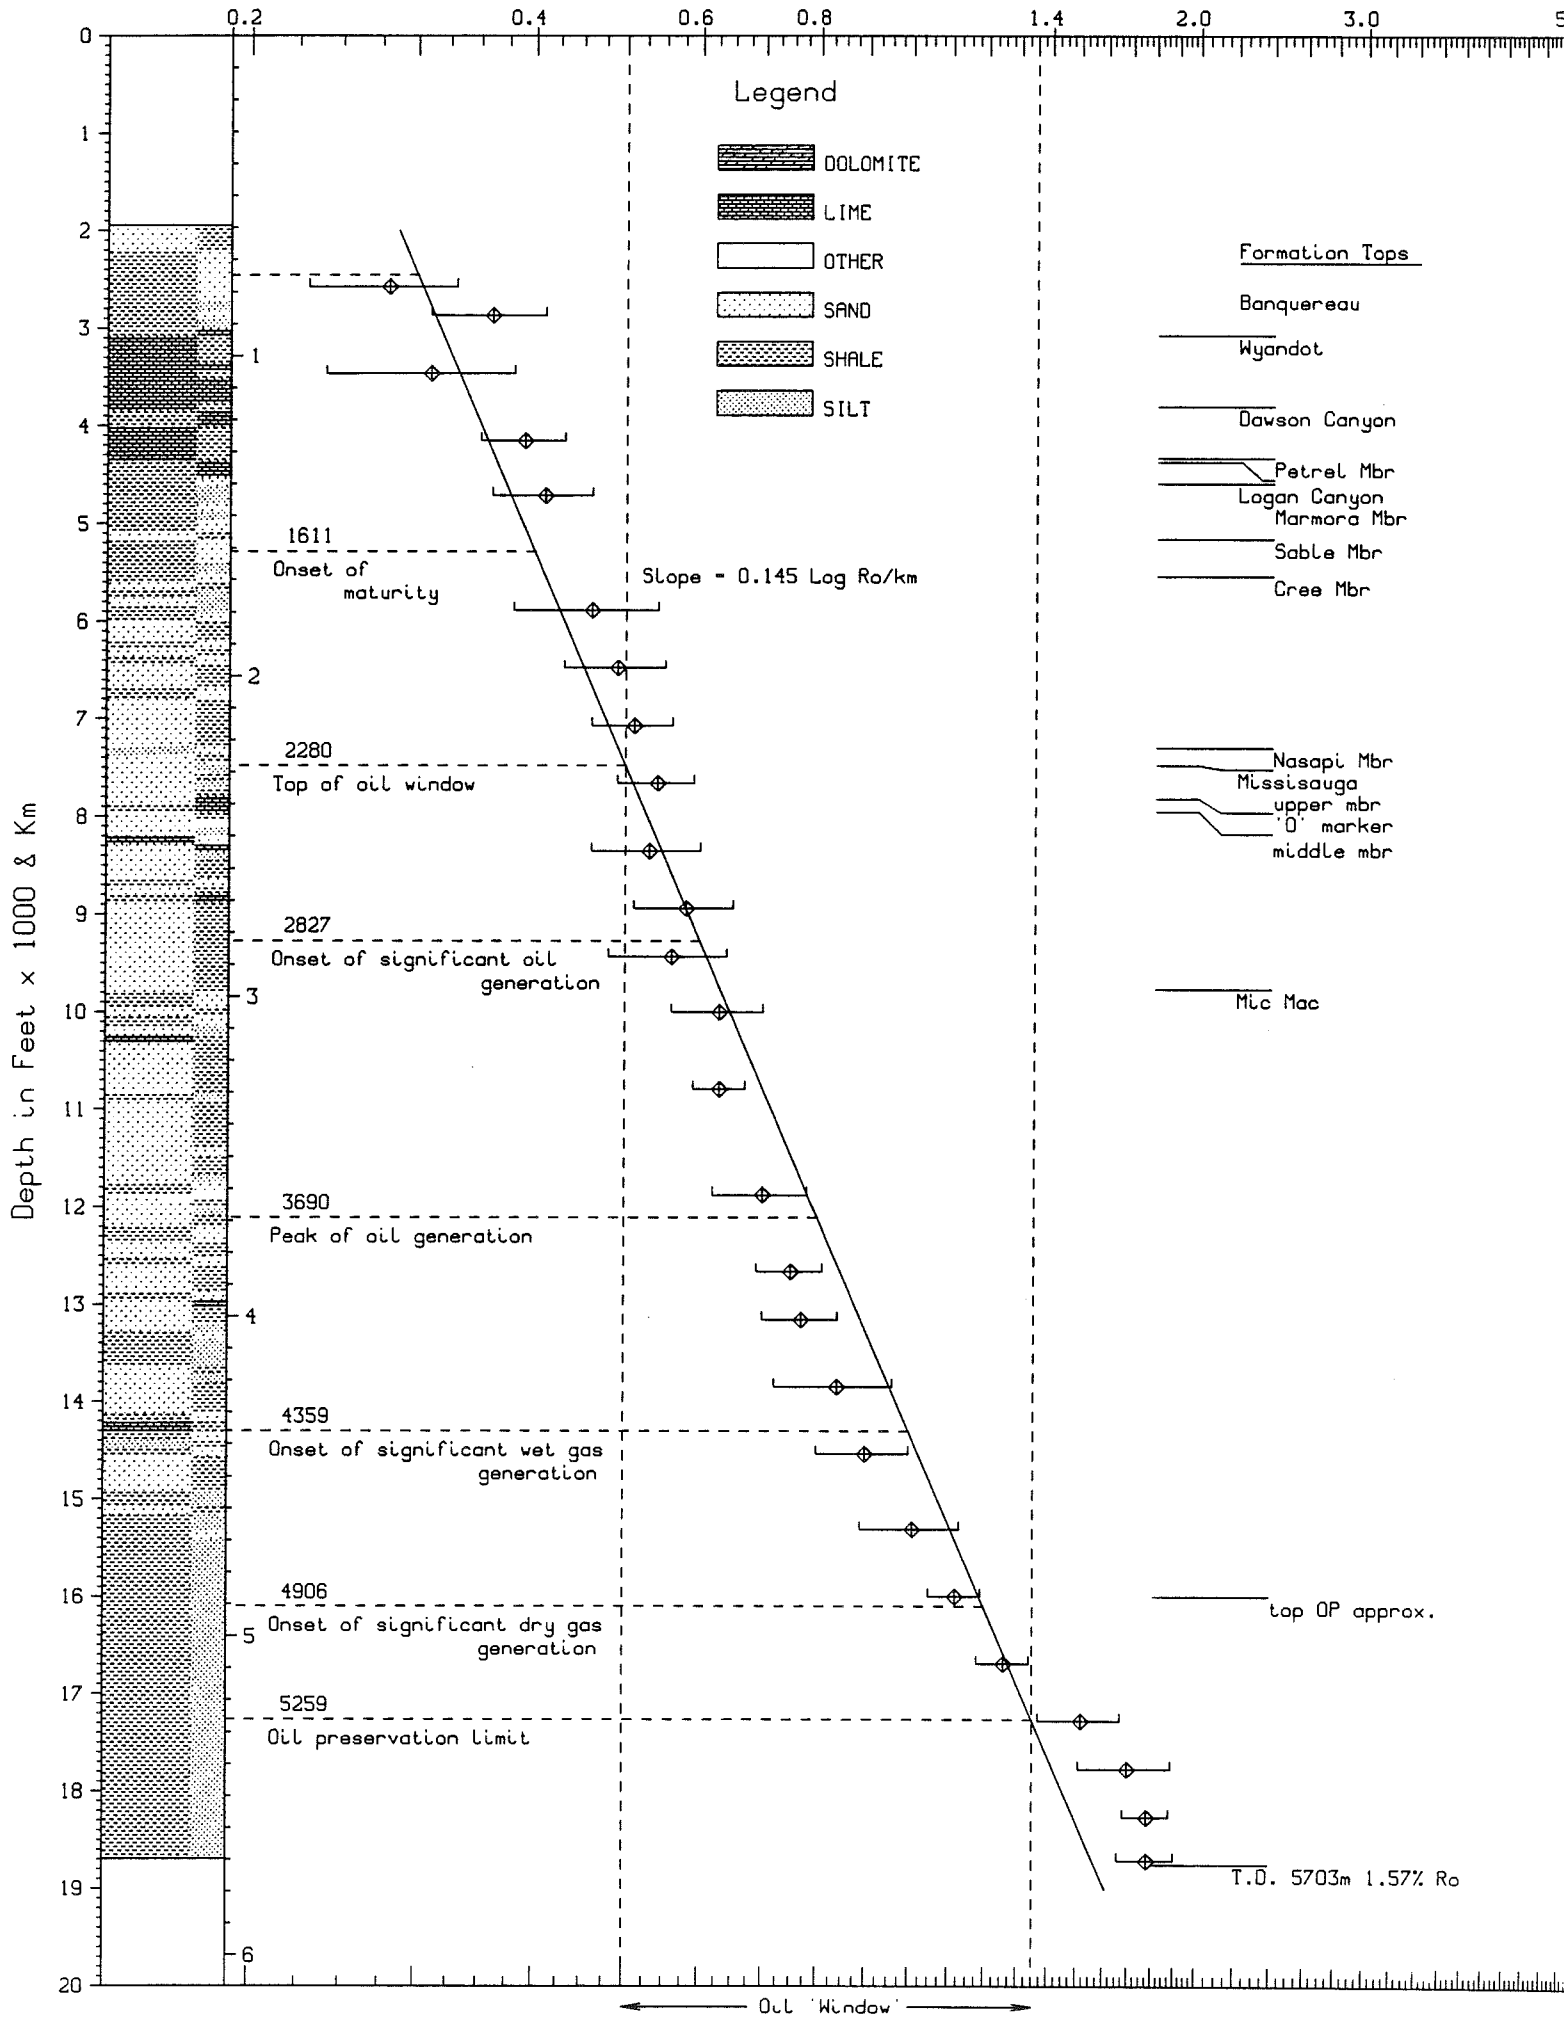 0.2 0.4 0.6 0.8 1.4 2.0 3.0 5
0
Legend
1
DOLOMITE
LIME
2
OTHER
Formation Tops
SAND
Banquereau
3
1
SHALE
Wyandot
SILT
4
Dawson Canyon
Petrel Mbr
Logan Canyon
5
Marmora Mbr
1611
Onset of
maturity
Slope - 0.145 Log Ro/km
Sable Mbr
Cree Mbr
6
2
7
2280
Top of oil window
Nasapi Mbr
Missisauga
upper mbr
8
'O' marker
middle mbr
Depth in Feet x 1000 & Km
9
2827
Onset of significant oil
generation
3
10
Mic Mac
11
12
3690
Peak of oil generation
13
4
14
4359
Onset of significant wet gas
generation
15
16
4906
Onset of significant dry gas
generation
top OP approx.
5
17
5259
Oil preservation limit
18
19
T.D. 5703m 1.57% Ro
6
20
Oil 'Window'